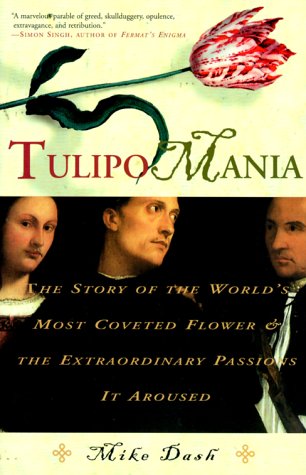 "A marvelous parable of greed, skullduggery, opulence,
extravagance, and retribution."
—SIMON SINGH, AUTHOR OF FERMAT'S ENIGMA
TULIPOMANIA
THE STORY OF THE WORLD'S
MOST COVETED FLOWER &
THE EXTRAORDINARY PASSIONS
IT AROUSED
Mike Dash